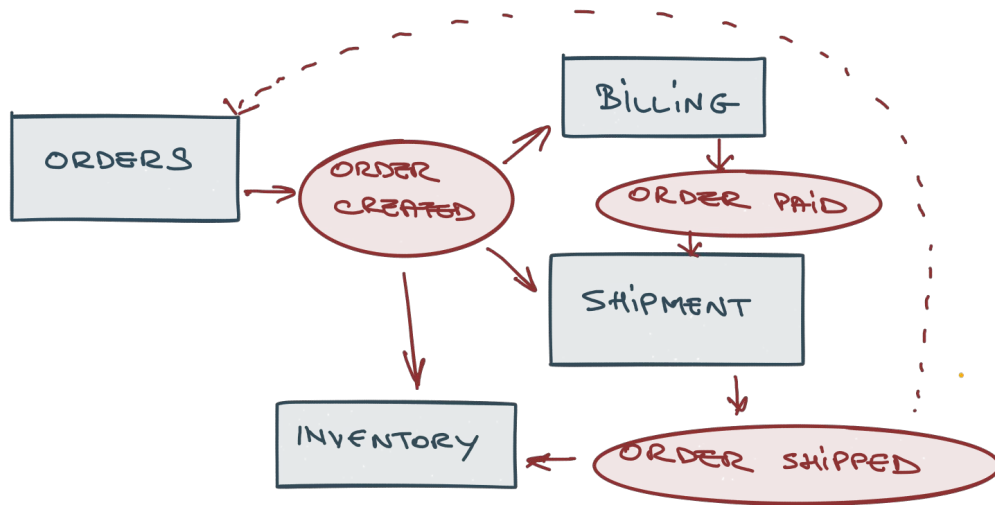 BiLLiNG
ORDERS
ORDER
CREATED
ORDER PAiD
SHiPMENT
INVENTORY
ORDER SHiPPED